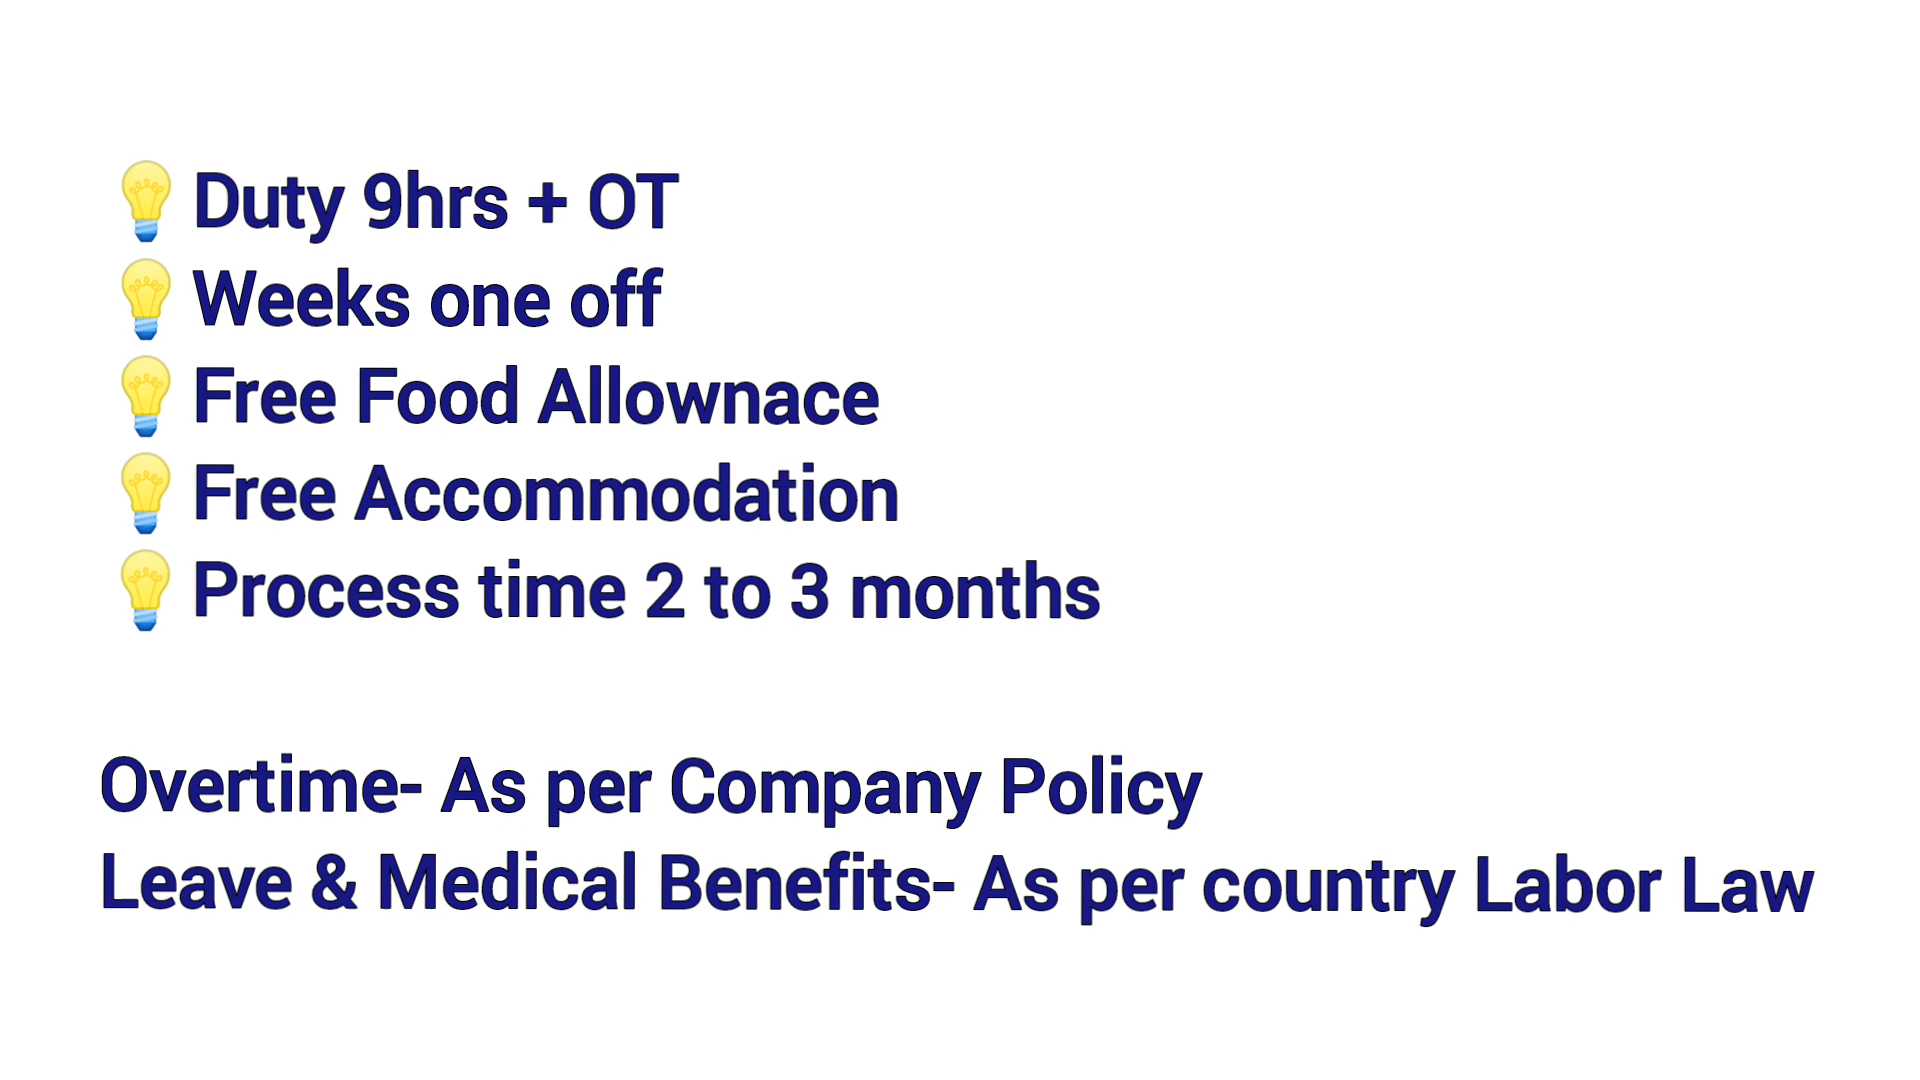 💡Duty 9hrs + OT
💡Weeks one off
💡Free Food Allownace
💡Free Accommodation
💡Process time 2 to 3 months
Overtime- As per Company Policy
Leave & Medical Benefits- As per country Labor Law